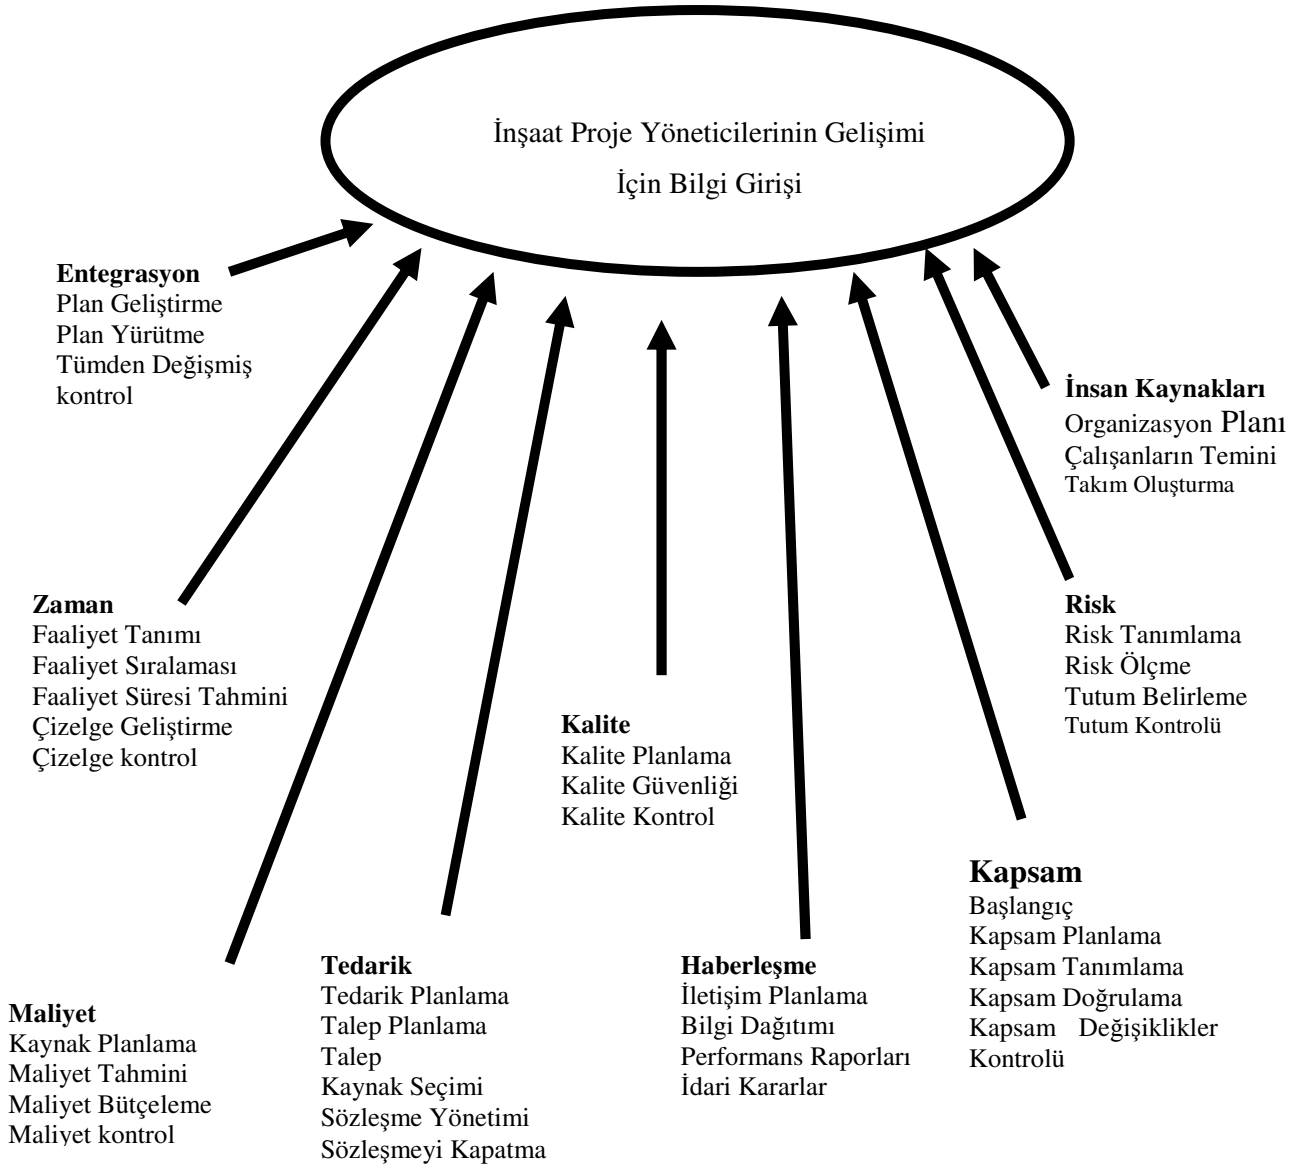 İnşaat Proje Yöneticilerinin Gelişimi
İçin Bilgi Girişi
Entegrasyon
Plan Geliştirme
Plan Yürütme
Tümden Değişmiş
kontrol
İnsan Kaynakları
Organizasyon Planı
Çalışanların Temini
Takım Oluşturma
Zaman
Faaliyet Tanımı
Faaliyet Sıralaması
Faaliyet Süresi Tahmini
Çizelge Geliştirme
Çizelge kontrol
Risk
Risk Tanımlama
Risk Ölçme
Tutum Belirleme
Tutum Kontrolü
Kalite
Kalite Planlama
Kalite Güvenliği
Kalite Kontrol
Kapsam
Başlangıç
Kapsam Planlama
Kapsam Tanımlama
Kapsam Doğrulama
Kapsam Değişiklikler
Kontrolü
Maliyet
Kaynak Planlama
Maliyet Tahmini
Maliyet Bütçeleme
Maliyet kontrol
Tedarik
Tedarik Planlama
Talep Planlama
Talep
Kaynak Seçimi
Sözleşme Yönetimi
Sözleşmeyi Kapatma
Haberleşme
İletişim Planlama
Bilgi Dağıtımı
Performans Raporları
İdari Kararlar